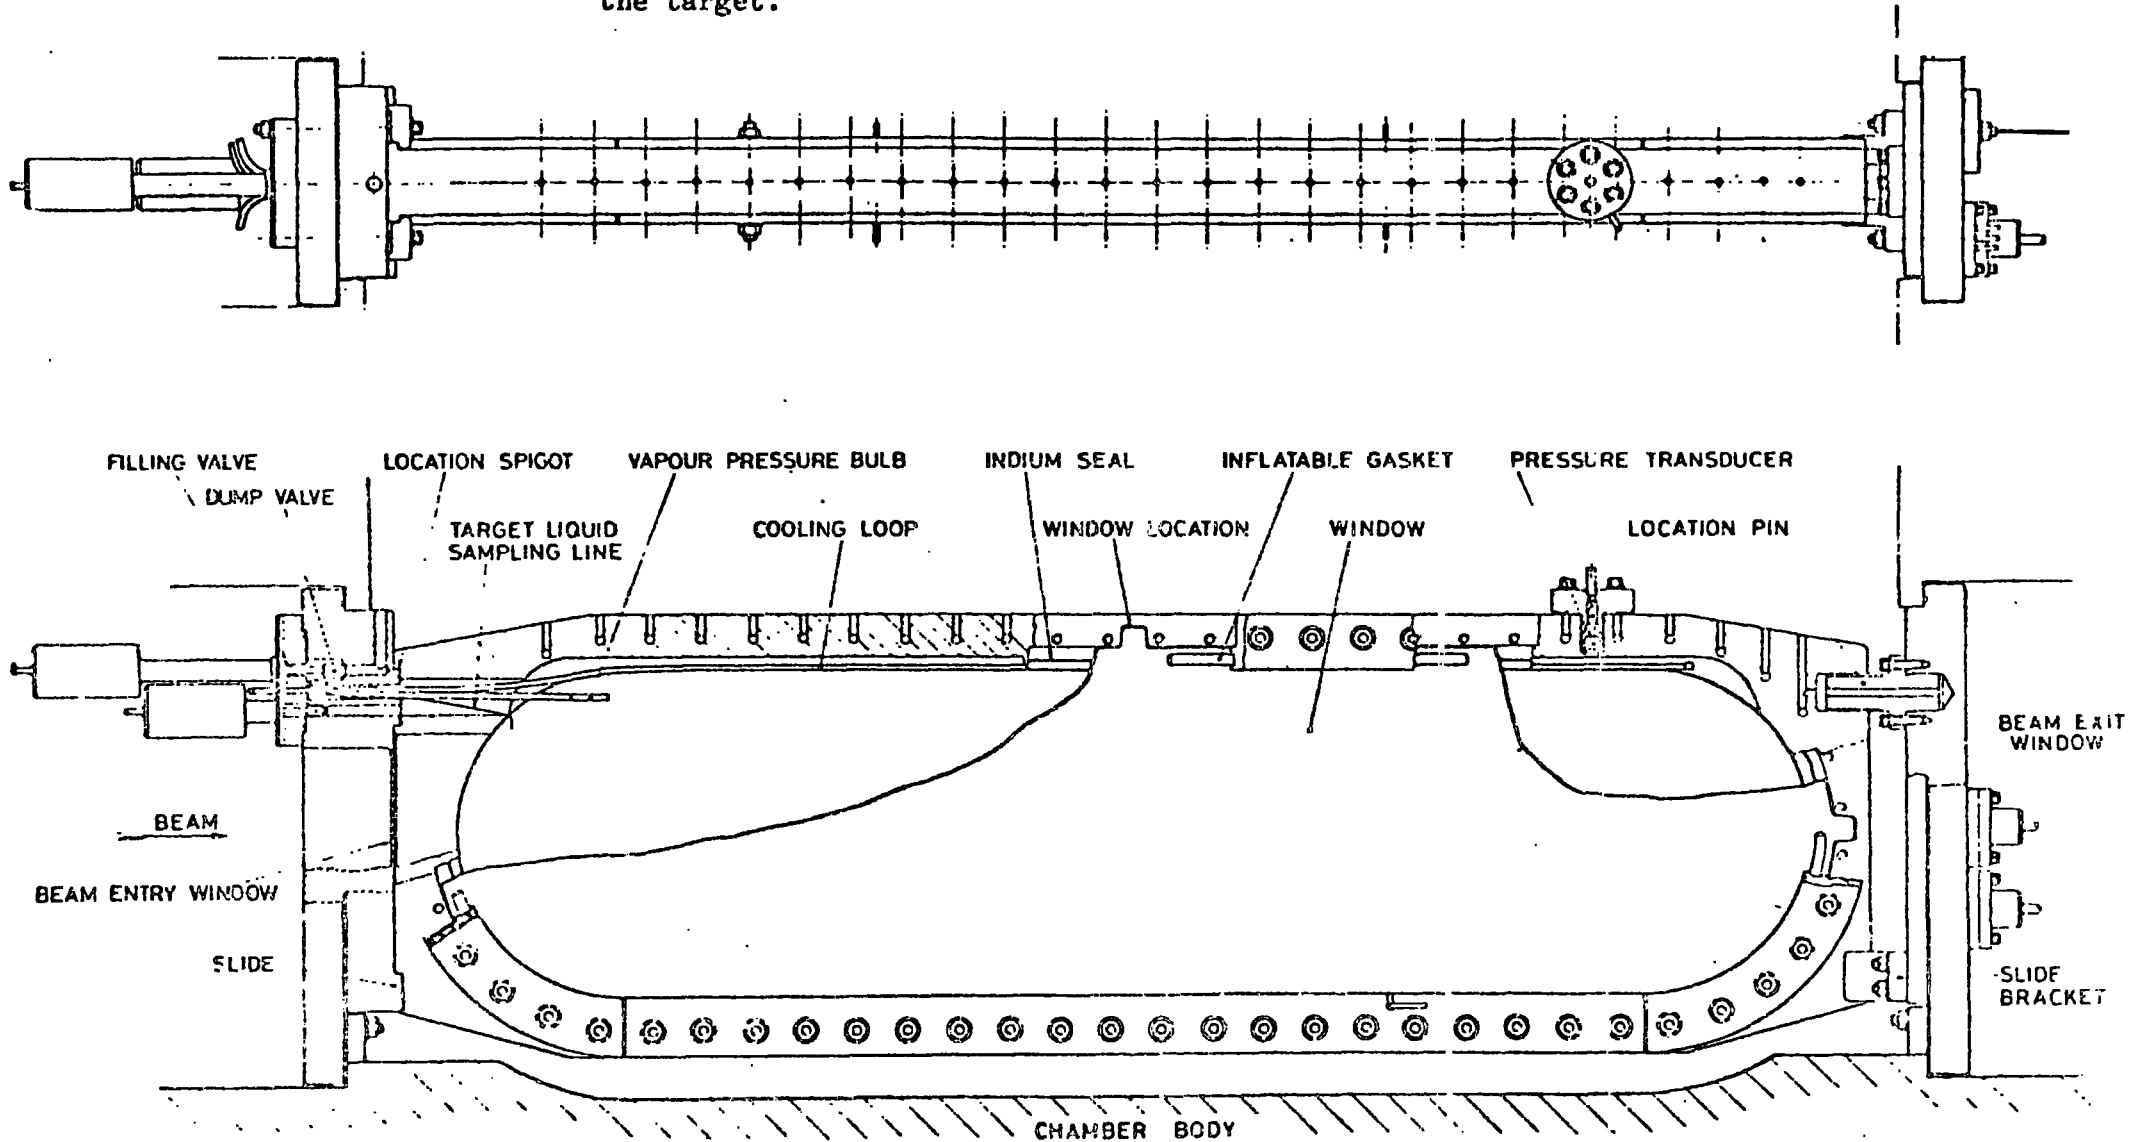 the target.
FILLING VALVE
LOCATION SPIGOT
VAPOUR PRESSURE BULB
INDIUM SEAL
INFLATABLE GASKET
PRESSURE TRANSDUCER
DUMP VALVE
TARGET LIQUID
SAMPLING LINE
COOLING LOOP
WINDOW LOCATION
WINDOW
LOCATION PIN
BEAM EXIT
WINDOW
BEAM
BEAM ENTRY WINDOW
SLIDE
SLIDE
BRACKET
CHAMBER BODY